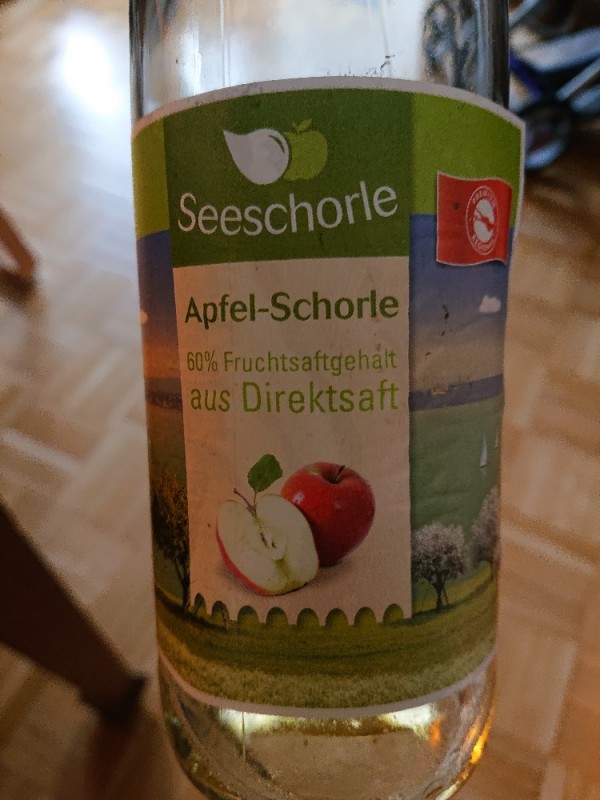 Seeschorle
Apfel-Schorle
60% Fruchtsaftgehalt
aus Direktsaft